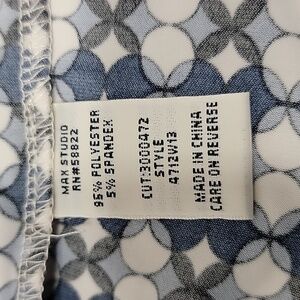 MAX STUDIO
RN#58822
95% POLYESTER
5% SPANDEX
CUT:3000472
STYLE
4712W13
MADE IN CHINA
CARE ON REVERSE